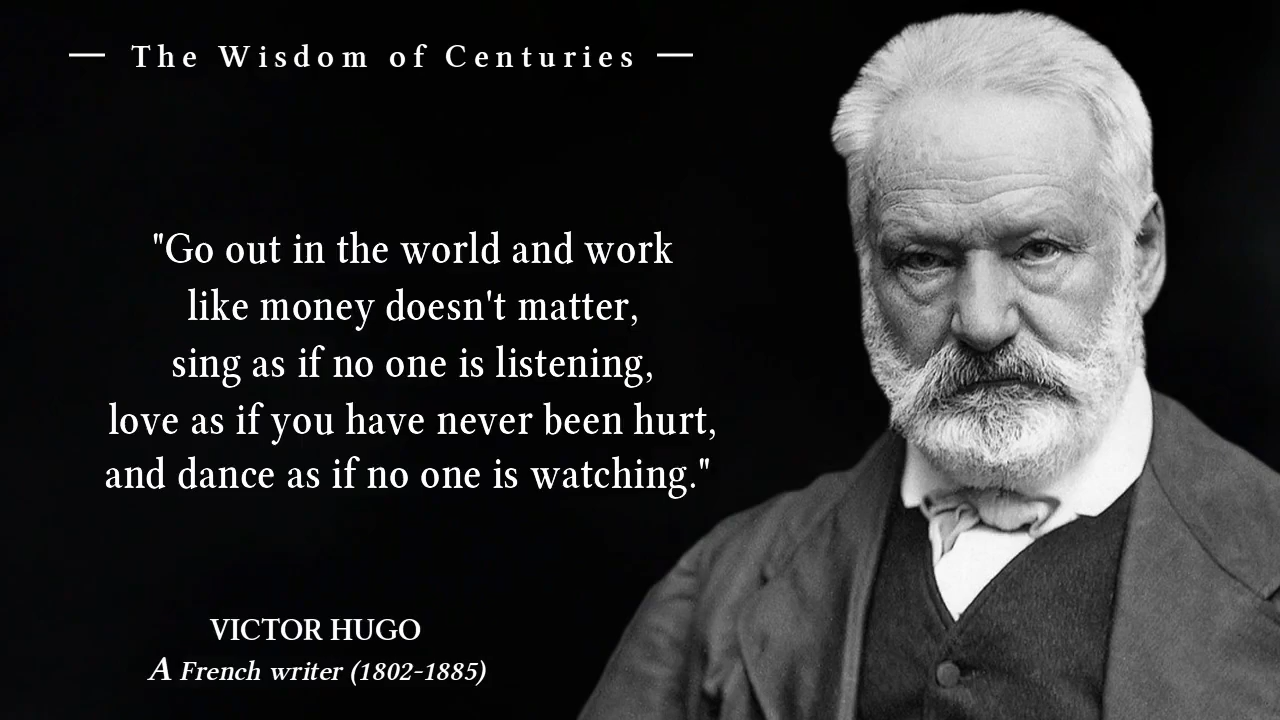 — The Wisdom of Centuries —
"Go out in the world and work
like money doesn't matter,
sing as if no one is listening,
love as if you have never been hurt,
and dance as if no one is watching."
VICTOR HUGO
A French writer (1802-1885)